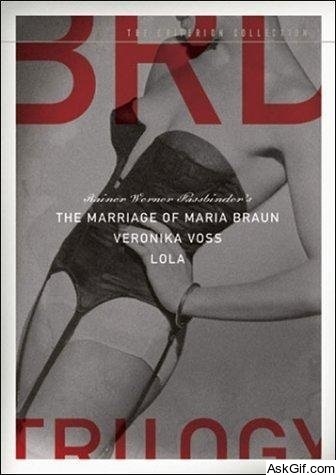 BRD
THE CRITERION COLLECTION
Rainer Werner Fassbinder's
THE MARRIAGE OF MARIA BRAUN
VERONIKA VOSS
LOLA
TRILOGY
AskGif.com